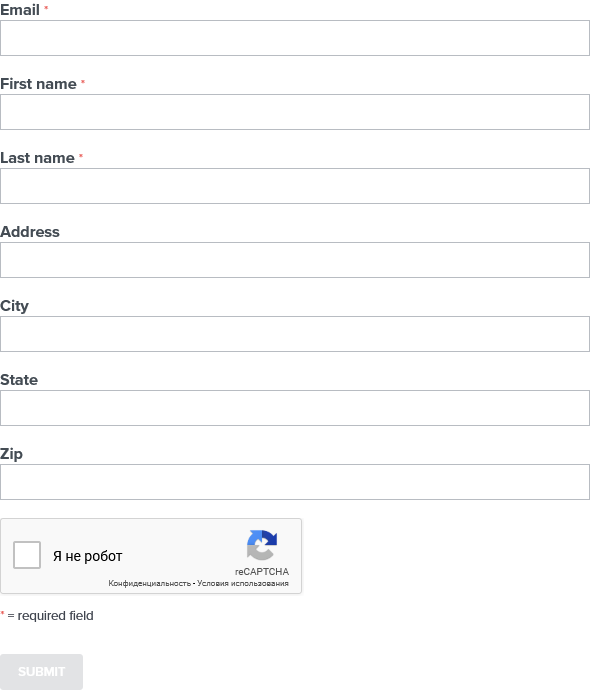 Email *
First name *
Last name *
Address
City
State
Zip
Я не робот
reCAPTCHA
Конфиденциальность - Условия использования
* = required field
SUBMIT